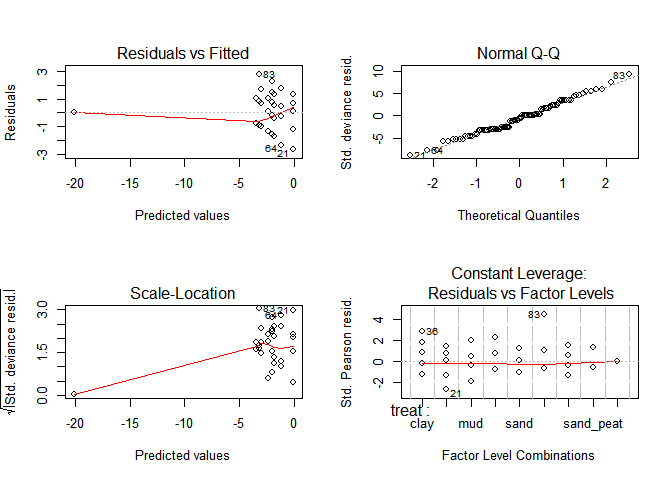 Residuals vs Fitted
Residuals
3
1
-1
-3
83
64
21
-20
-15
-10
-5
0
Predicted values
Normal Q-Q
Std. deviance resid.
10
5
0
-5
83
21
64
-2
-1
0
1
2
Theoretical Quantiles
Scale-Location
√|Std. deviance resid.|
3.0
1.5
0.0
83
21
64
-20
-15
-10
-5
0
Predicted values
Constant Leverage:
Residuals vs Factor Levels
Std. Pearson resid.
4
2
0
-2
83
36
21
treat :
clay
mud
sand
sand_peat
Factor Level Combinations